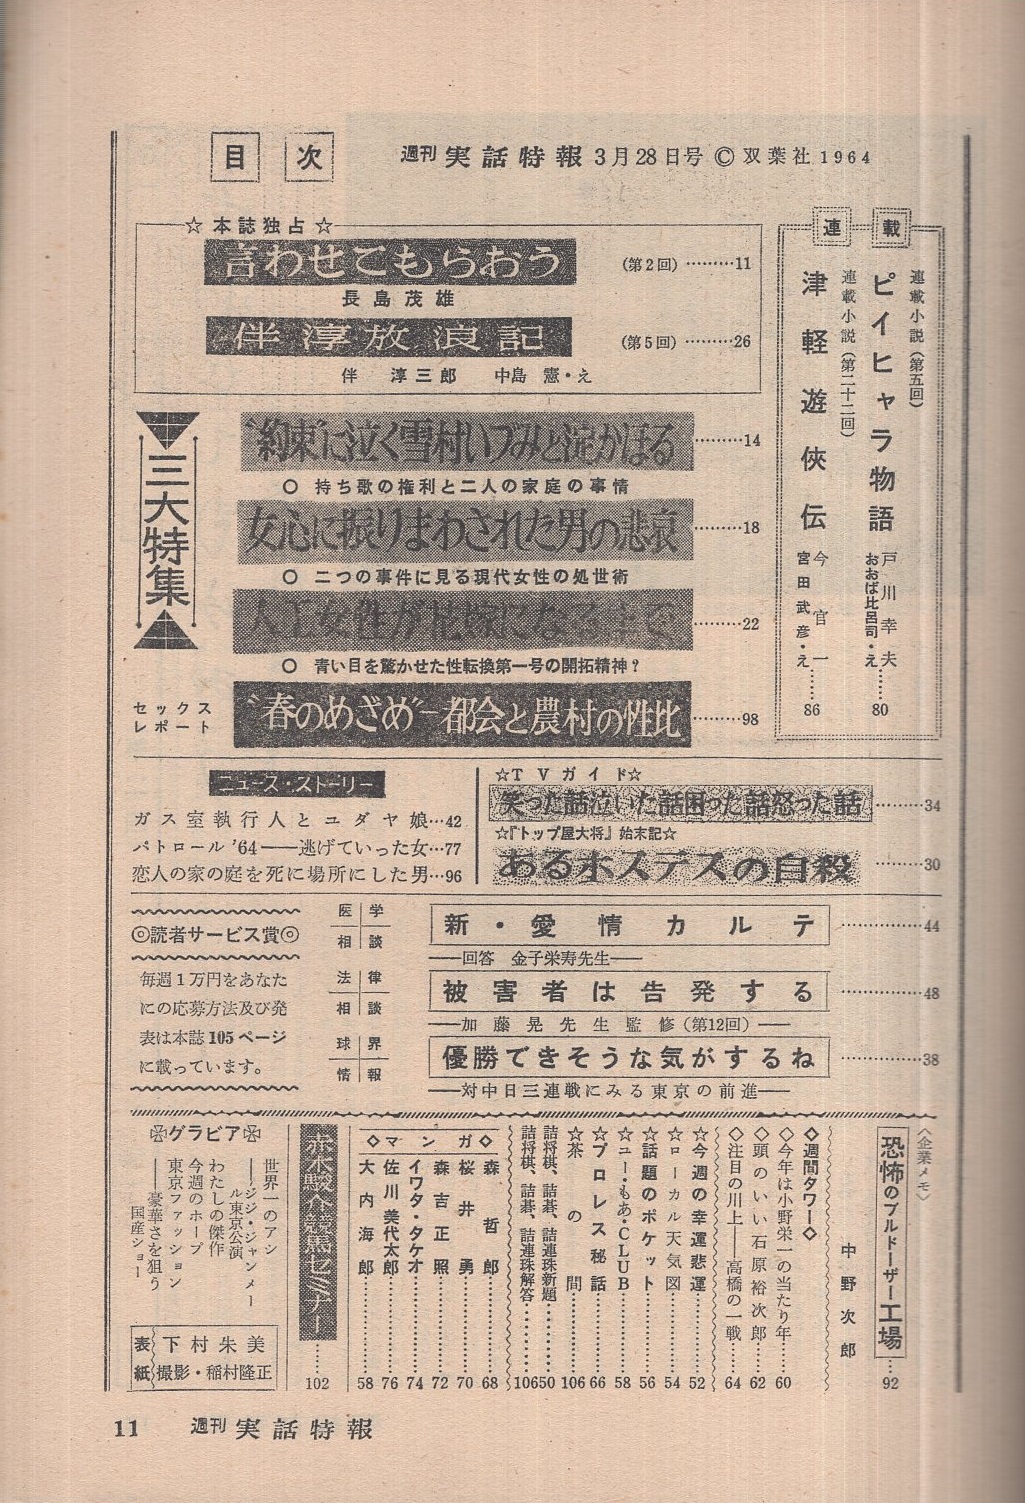 目次
週刊 実話特報 3月28日号 © 双葉社 1964
☆本誌独占☆
言わせてもらおう (第2回)………11
長島茂雄
伴淳放浪記 (第5回)………26
伴 淳三郎 中島 憲・え
連載
連載小説(第五回)
ピイヒャラ物語
戸川幸夫
おおば比呂司・え………80
連載小説(第二十二回)
津軽遊侠伝
今官一
宮田武彦・え………86
三大特集
“約束”に泣く雪村いづみと淀かほる………14
○ 持ち歌の権利と二人の家庭の事情
女心に振りまわされた男の悲哀………18
○ 二つの事件に見る現代女性の処世術
人工女性が花嫁になるまで………22
○ 青い目を驚かせた性転換第一号の開拓精神?
セックスレポート
“春のめざめ”―都会と農村の性比………98
ニュース・ストーリー
ガス室執行人とユダヤ娘…42
パトロール '64――逃げていった女…77
恋人の家の庭を死に場所にした男…96
☆TVガイド☆
笑った話泣いた話困った話怒った話………34
☆『トップ屋大将』始末記☆
あるホステスの自殺………30
◎読者サービス賞◎
毎週1万円をあなた
にの応募方法及び発
表は本誌105ページ
に載っています。
医学相談
新・愛情カルテ………44
――回答 金子栄寿先生――
法律相談
被害者は告発する………48
――加藤晃先生監修(第12回)――
球界情報
優勝できそうな気がするね………38
――対中日三連戦にみる東京の前進――
〈企業メモ〉
恐怖のブルドーザー工場…92
中野次郎
◇週間タワー◇
◇今年は小野栄一の当たり年……60
◇頭のいい石原裕次郎……62
◇注目の川上――高橋の一戦……64
☆今週の幸運悲運……52
☆ローカル天気図……54
☆話題のポケット……56
☆ユー・もあ・CLUB……58
☆プロレス秘話……66
☆茶の間……106
詰将棋、詰碁、詰連珠新題……50
詰将棋、詰碁、詰連珠解答……106
◇マンガ◇
森哲郎……68
桜井勇……70
森吉正照……72
イワタ・タケオ……74
佐川美代太郎……76
大内海郎……58
赤木駿介競馬ゼミナー……102
グラビア
世界一のアシ
――ジジ・ジャンメール東京公演
わたしの傑作
今週のホープ
東京ファッション
――豪華さを狙う国産ショー
表紙
下村朱美
撮影・稲村隆正
11 週刊 実話特報